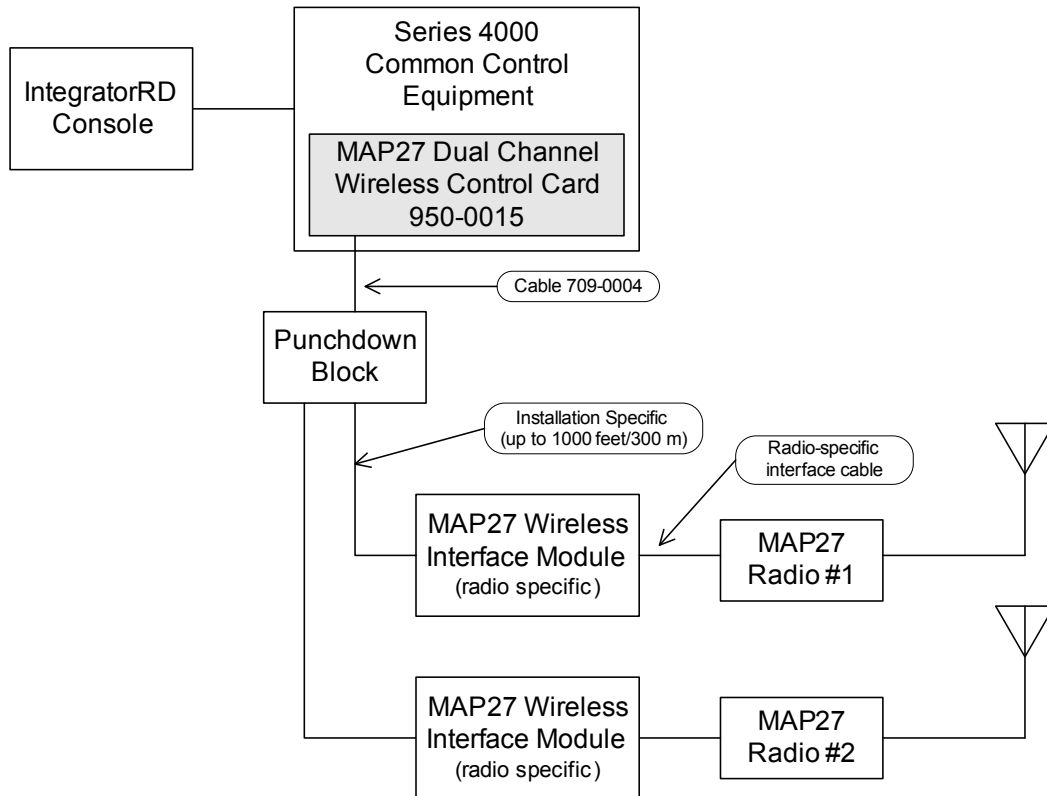 Series 4000
Common Control
Equipment
IntegratorRD
Console
MAP27 Dual Channel
Wireless Control Card
950-0015
Cable 709-0004
Punchdown
Block
Installation Specific
(up to 1000 feet/300 m)
Radio-specific
interface cable
MAP27 Wireless
Interface Module
(radio specific)
MAP27
Radio #1
MAP27 Wireless
Interface Module
(radio specific)
MAP27
Radio #2